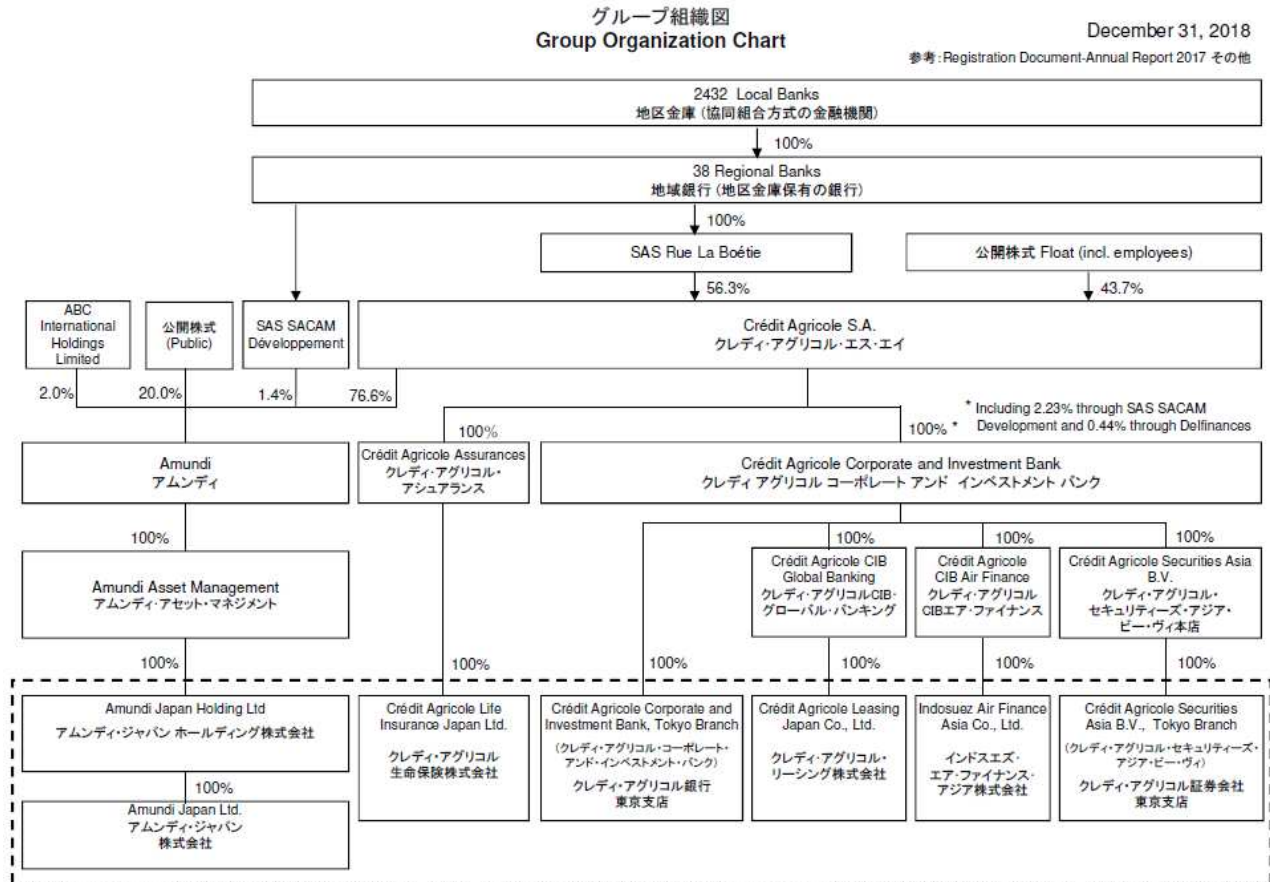 グループ組織図
Group Organization Chart
December 31, 2018
参考：Registration Document-Annual Report 2017 その他
2432 Local Banks
地区金庫 (協同組合方式の金融機関)
100%
38 Regional Banks
地域銀行 (地区金庫保有の銀行)
100%
SAS Rue La Boétie
公開株式 Float (incl. employees)
56.3%
43.7%
ABC
International
Holdings
Limited
公開株式
(Public)
SAS SACAM
Développement
Crédit Agricole S.A.
クレディ・アグリコル・エス・エイ
2.0%
20.0%
1.4%
76.6%
* Including 2.23% through SAS SACAM
Development and 0.44% through Delfinances
100%
100% *
Amundi
アムンディ
Crédit Agricole Assurances
クレディ・アグリコル・
アシュアランス
Crédit Agricole Corporate and Investment Bank
クレディ アグリコル コーポレート アンド インベストメント バンク
100%
100%
100%
100%
Amundi Asset Management
アムンディ・アセット・マネジメント
Crédit Agricole CIB
Global Banking
クレディ・アグリコルCIB・
グローバル・バンキング
Crédit Agricole
CIB Air Finance
クレディ・アグリコル
CIBエア・ファイナンス
Crédit Agricole Securities Asia
B.V.
クレディ・アグリコル・
セキュリティーズ・アジア・
ビー・ヴィ本店
100%
100%
100%
100%
100%
100%
Amundi Japan Holding Ltd
アムンディ・ジャパン ホールディング株式会社
Crédit Agricole Life
Insurance Japan Ltd.
クレディ・アグリコル
生命保険株式会社
Crédit Agricole Corporate and
Investment Bank, Tokyo Branch
(クレディ・アグリコル・コーポレート・
アンド・インベストメント・バンク)
クレディ・アグリコル銀行
東京支店
Crédit Agricole Leasing
Japan Co., Ltd.
クレディ・アグリコル・
リーシング株式会社
Indosuez Air Finance
Asia Co., Ltd.
インドスエズ・
エア・ファイナンス・
アジア株式会社
Crédit Agricole Securities
Asia B.V., Tokyo Branch
(クレディ・アグリコル・セキュリティーズ・
アジア・ビー・ヴィ)
クレディ・アグリコル証券会社
東京支店
100%
Amundi Japan Ltd.
アムンディ・ジャパン
株式会社